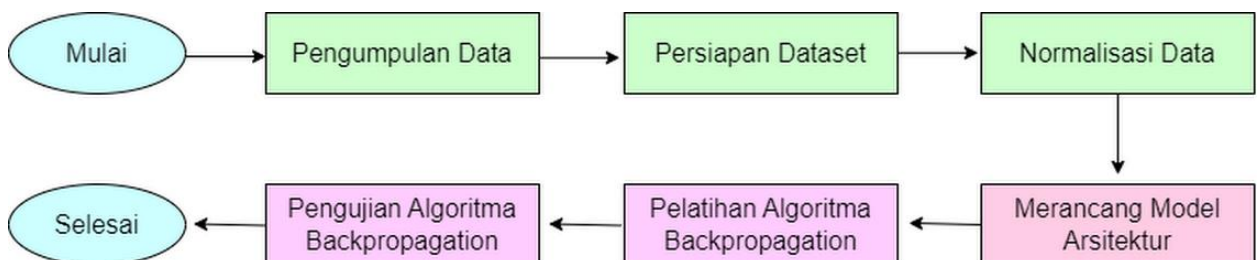 Mulai
Pengumpulan Data
Persiapan Dataset
Normalisasi Data
Merancang Model
Arsitektur
Pelatihan Algoritma
Backpropagation
Pengujian Algoritma
Backpropagation
Selesai